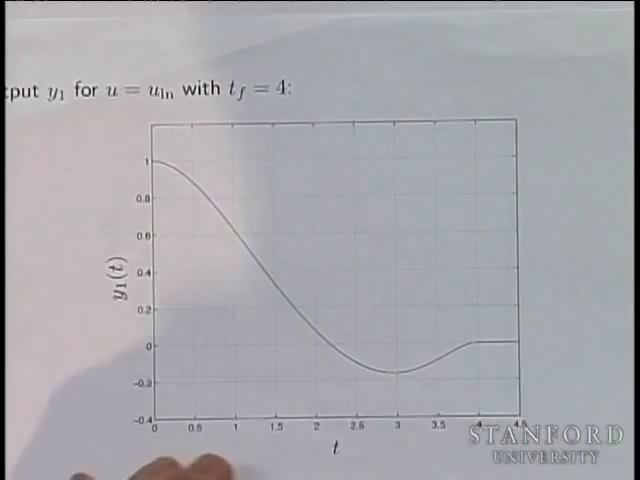 y₁ for u = u_ln with t_f = 4:
1
0.8
0.6
0.4
0.2
0
−0.2
−0.4
y₁(t)
0 0.5 1 1.5 2 2.5 3 3.5 4 4.5
t
STANFORD
UNIVERSITY